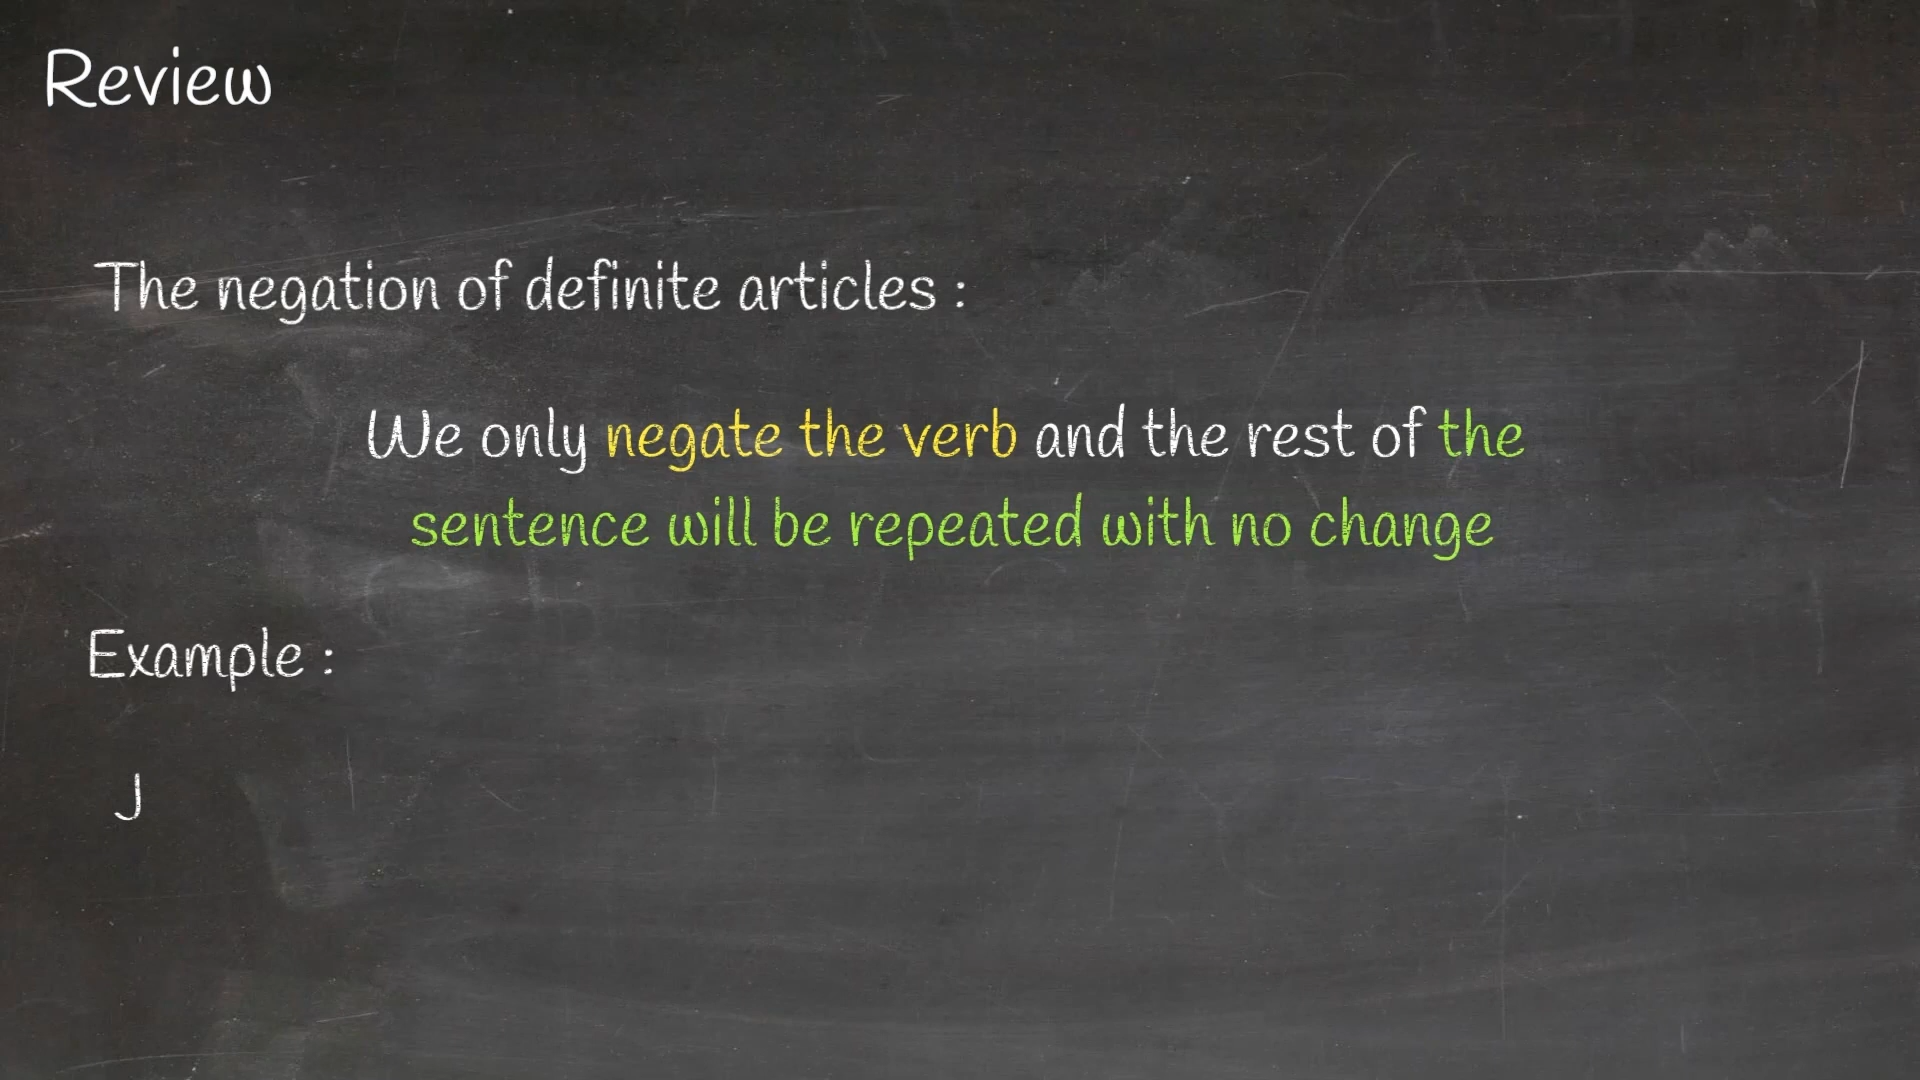 Review
The negation of definite articles :
We only negate the verb and the rest of the
sentence will be repeated with no change
Example :
J